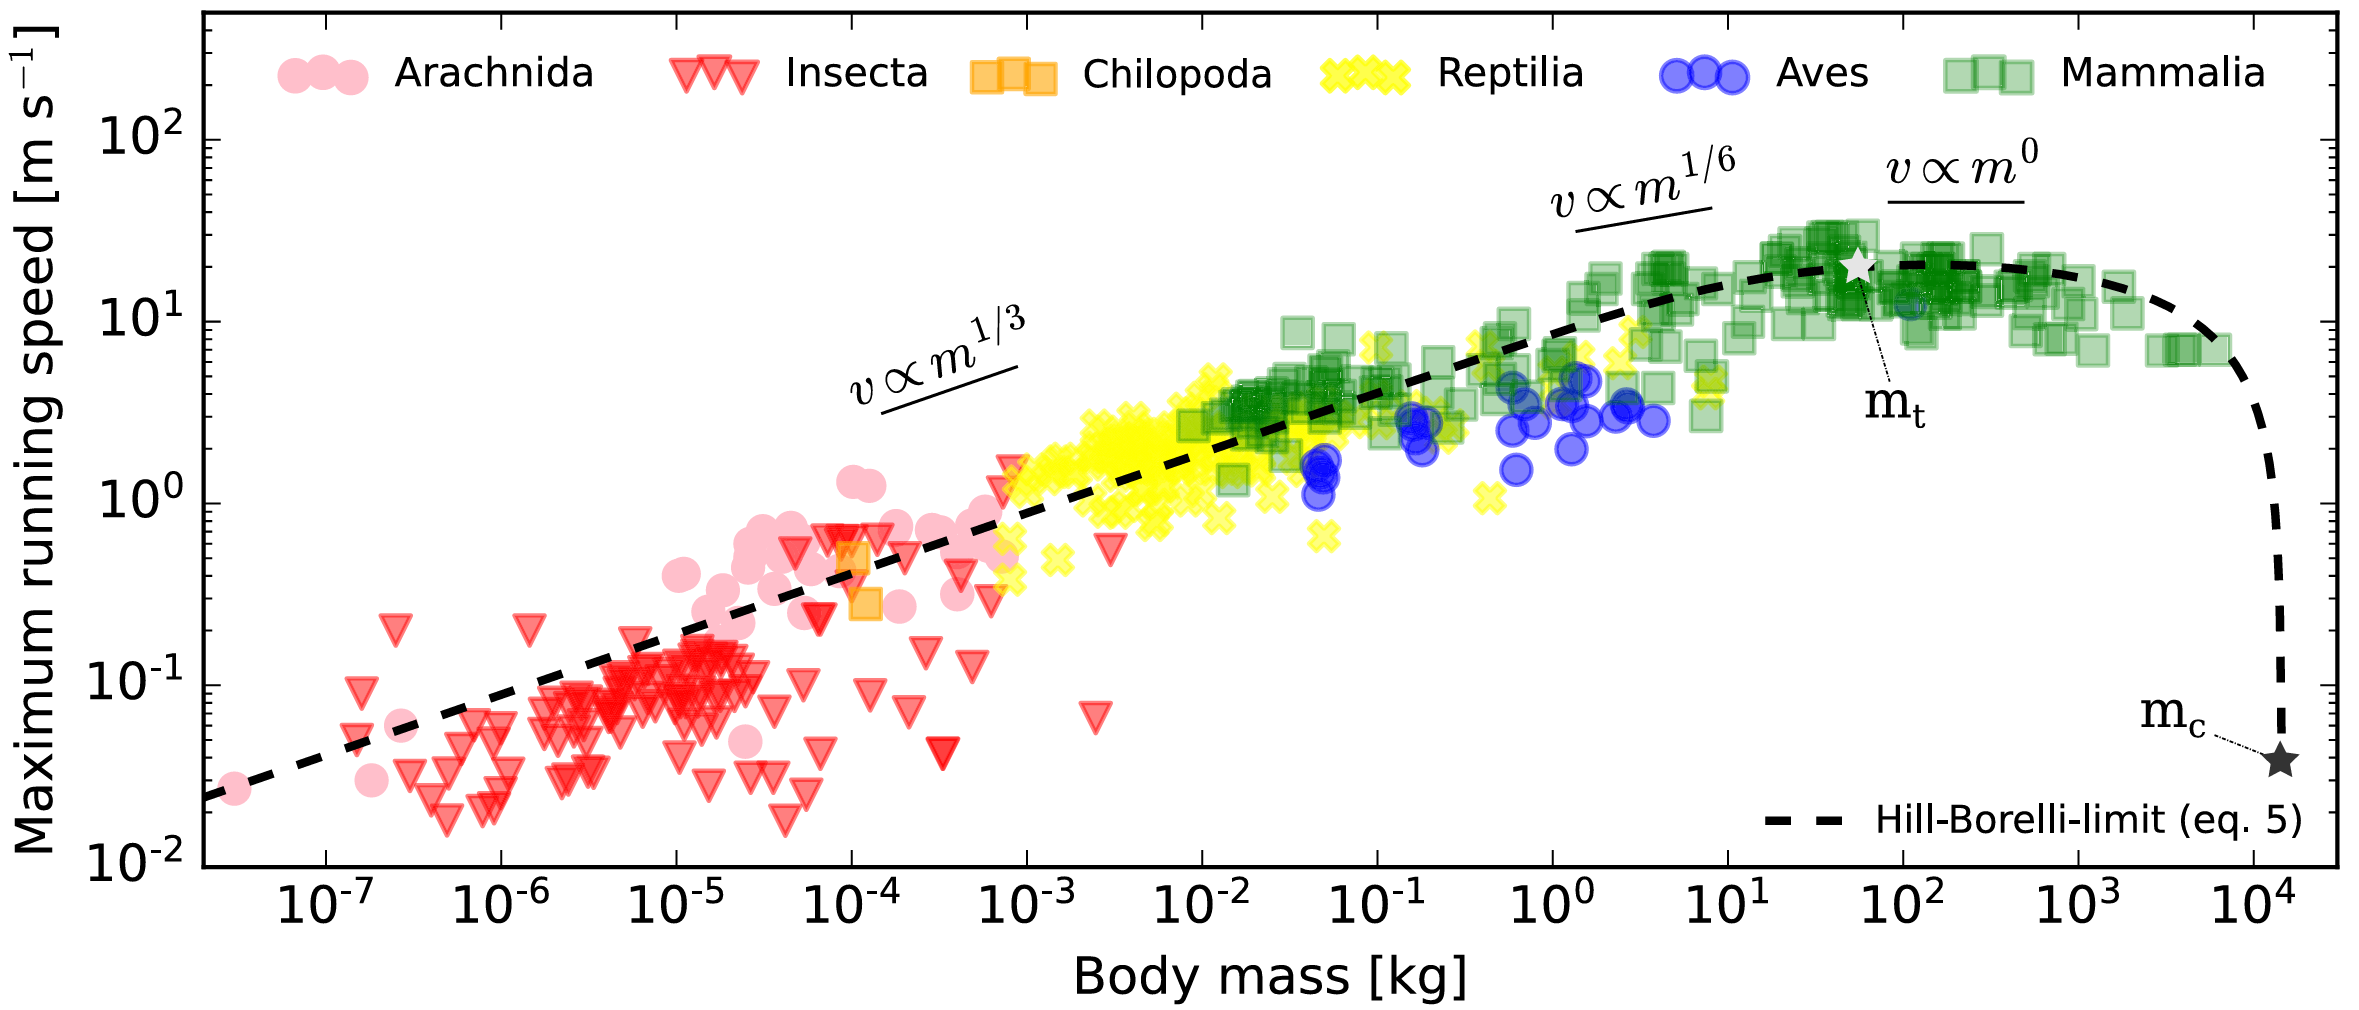 Maximum running speed [m s⁻¹]
Arachnida Insecta Chilopoda Reptilia Aves Mammalia
10²
10¹
10⁰
10⁻¹
10⁻²
v ∝ m^{1/3}
v ∝ m^{1/6}
v ∝ m⁰
m_t
m_c
Hill-Borelli-limit (eq. 5)
10⁻⁷ 10⁻⁶ 10⁻⁵ 10⁻⁴ 10⁻³ 10⁻² 10⁻¹ 10⁰ 10¹ 10² 10³ 10⁴
Body mass [kg]